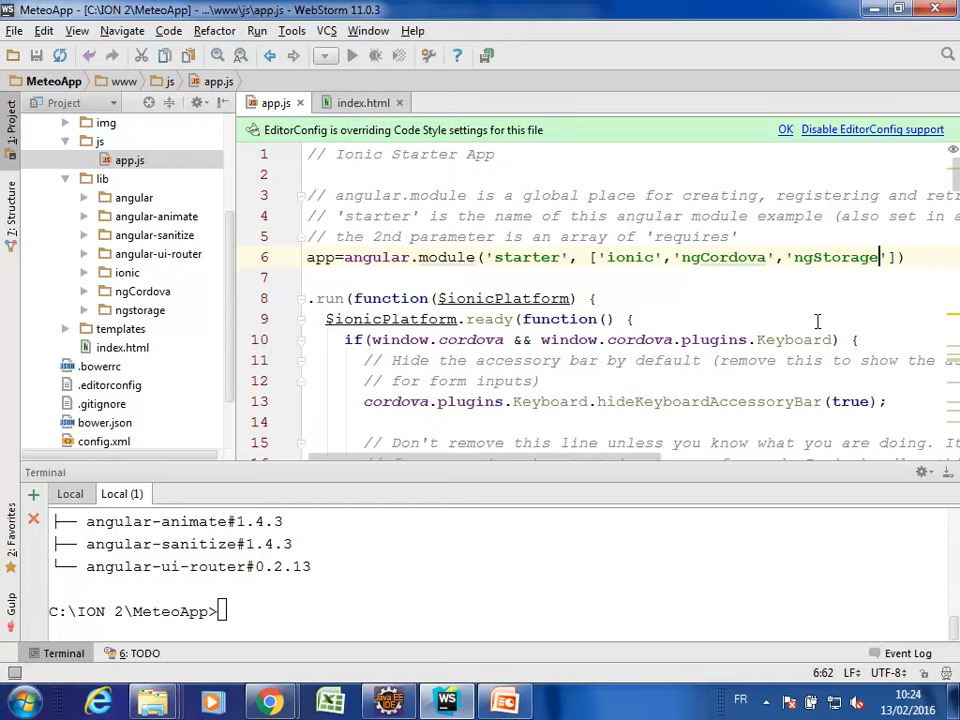 MeteoApp - [C:\ION 2\MeteoApp] - ...\www\js\app.js - WebStorm 11.0.3
File Edit View Navigate Code Refactor Run Tools VCS Window Help
MeteoApp www js app.js
Project app.js index.html
1: Project
7: Structure
2: Favorites
Gulp
img
js
app.js
lib
angular
angular-animate
angular-sanitize
angular-ui-router
ionic
ngCordova
ngstorage
templates
index.html
.bowerrc
.editorconfig
.gitignore
bower.json
config.xml
EditorConfig is overriding Code Style settings for this file OK Disable EditorConfig support
1 // Ionic Starter App
2
3 // angular.module is a global place for creating, registering and retr
4 // 'starter' is the name of this angular module example (also set in a
5 // the 2nd parameter is an array of 'requires'
6 app=angular.module('starter', ['ionic','ngCordova','ngStorage'])
7
8 .run(function($ionicPlatform) {
9 $ionicPlatform.ready(function() {
10 if(window.cordova && window.cordova.plugins.Keyboard) {
11 // Hide the accessory bar by default (remove this to show the ac
12 // for form inputs)
13 cordova.plugins.Keyboard.hideKeyboardAccessoryBar(true);
14
15 // Don't remove this line unless you know what you are doing. It
Terminal
Local Local (1)
├── angular-animate#1.4.3
├── angular-sanitize#1.4.3
└── angular-ui-router#0.2.13
C:\ION 2\MeteoApp>
Terminal 6: TODO Event Log
6:62 LF÷ UTF-8÷
FR 10:24
13/02/2016